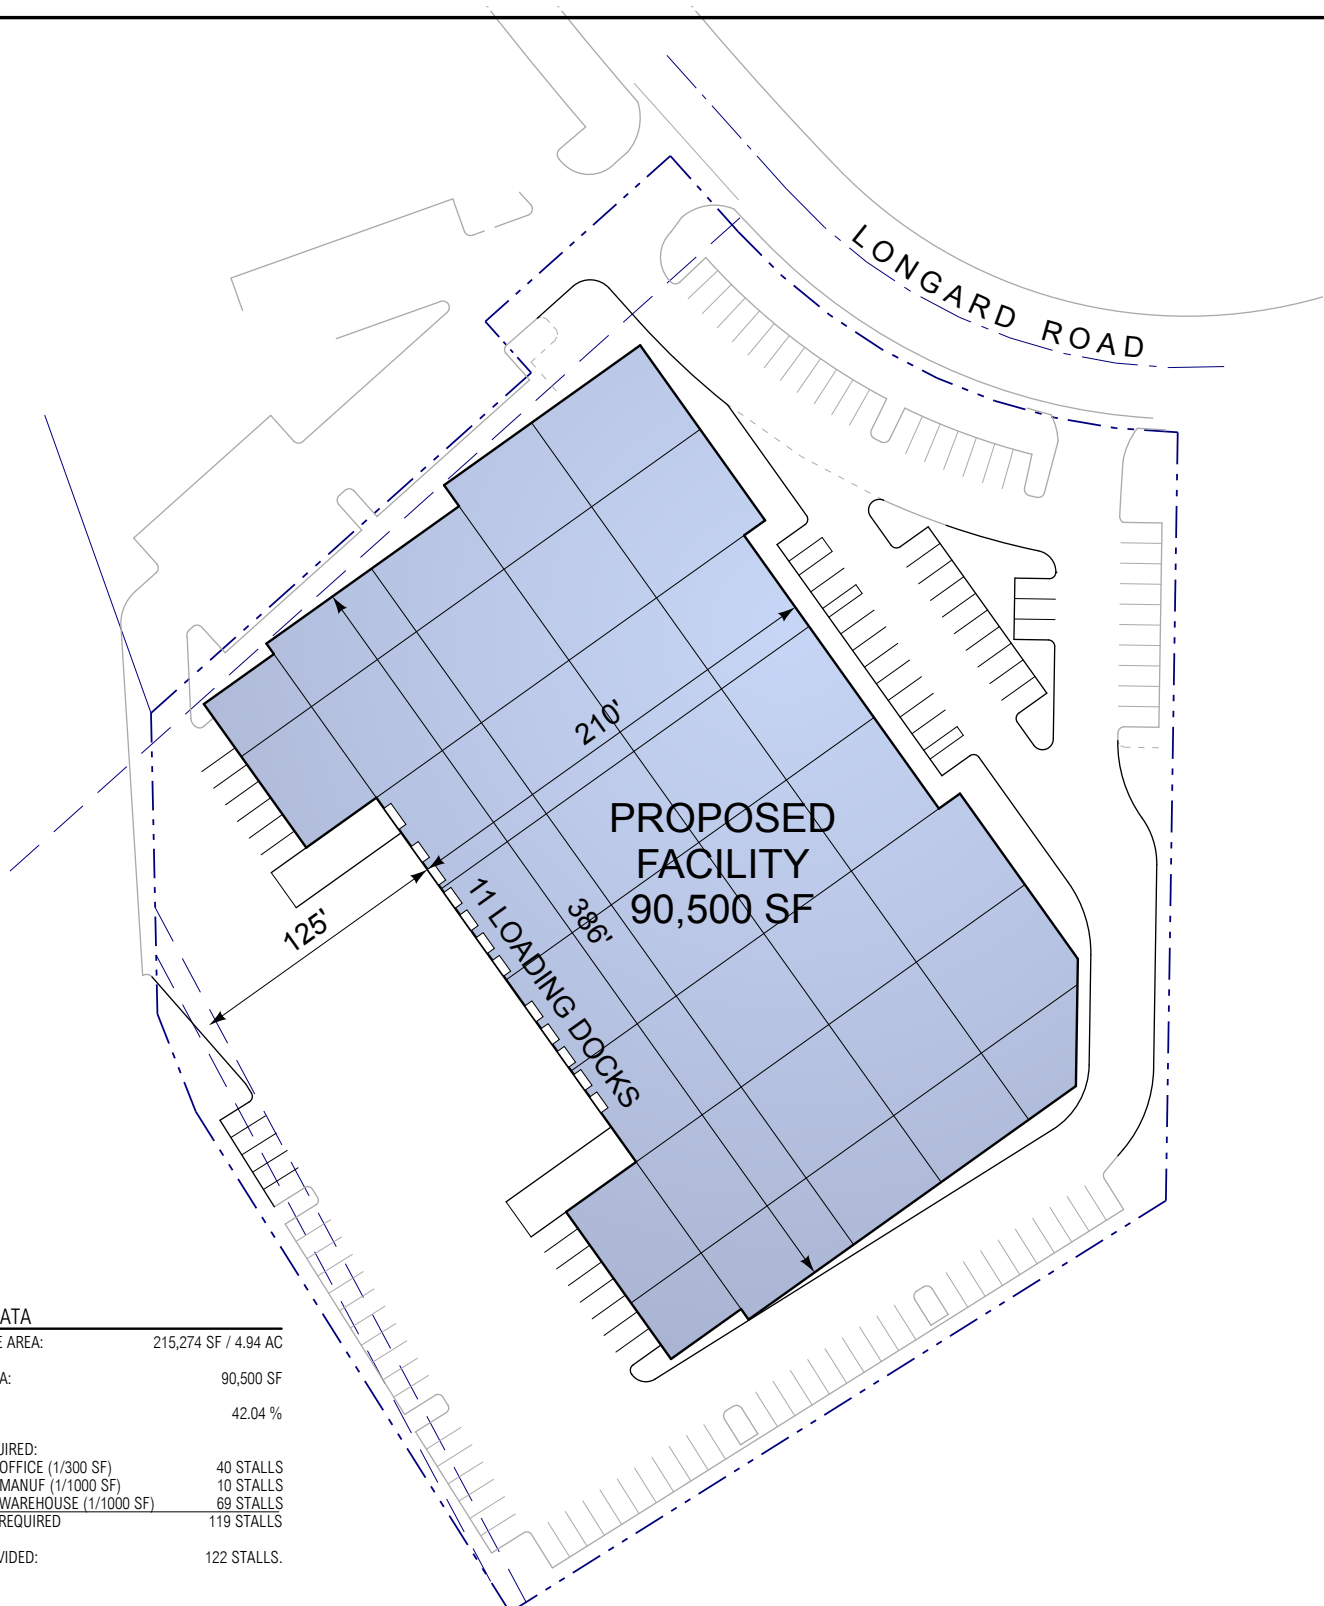 LONGARD ROAD
210'
PROPOSED
FACILITY
90,500 SF
386'
11 LOADING DOCKS
125'
ATA
E AREA: 215,274 SF / 4.94 AC
A: 90,500 SF
42.04 %
UIRED:
OFFICE (1/300 SF) 40 STALLS
MANUF (1/1000 SF) 10 STALLS
WAREHOUSE (1/1000 SF) 69 STALLS
REQUIRED 119 STALLS
VIDED: 122 STALLS.